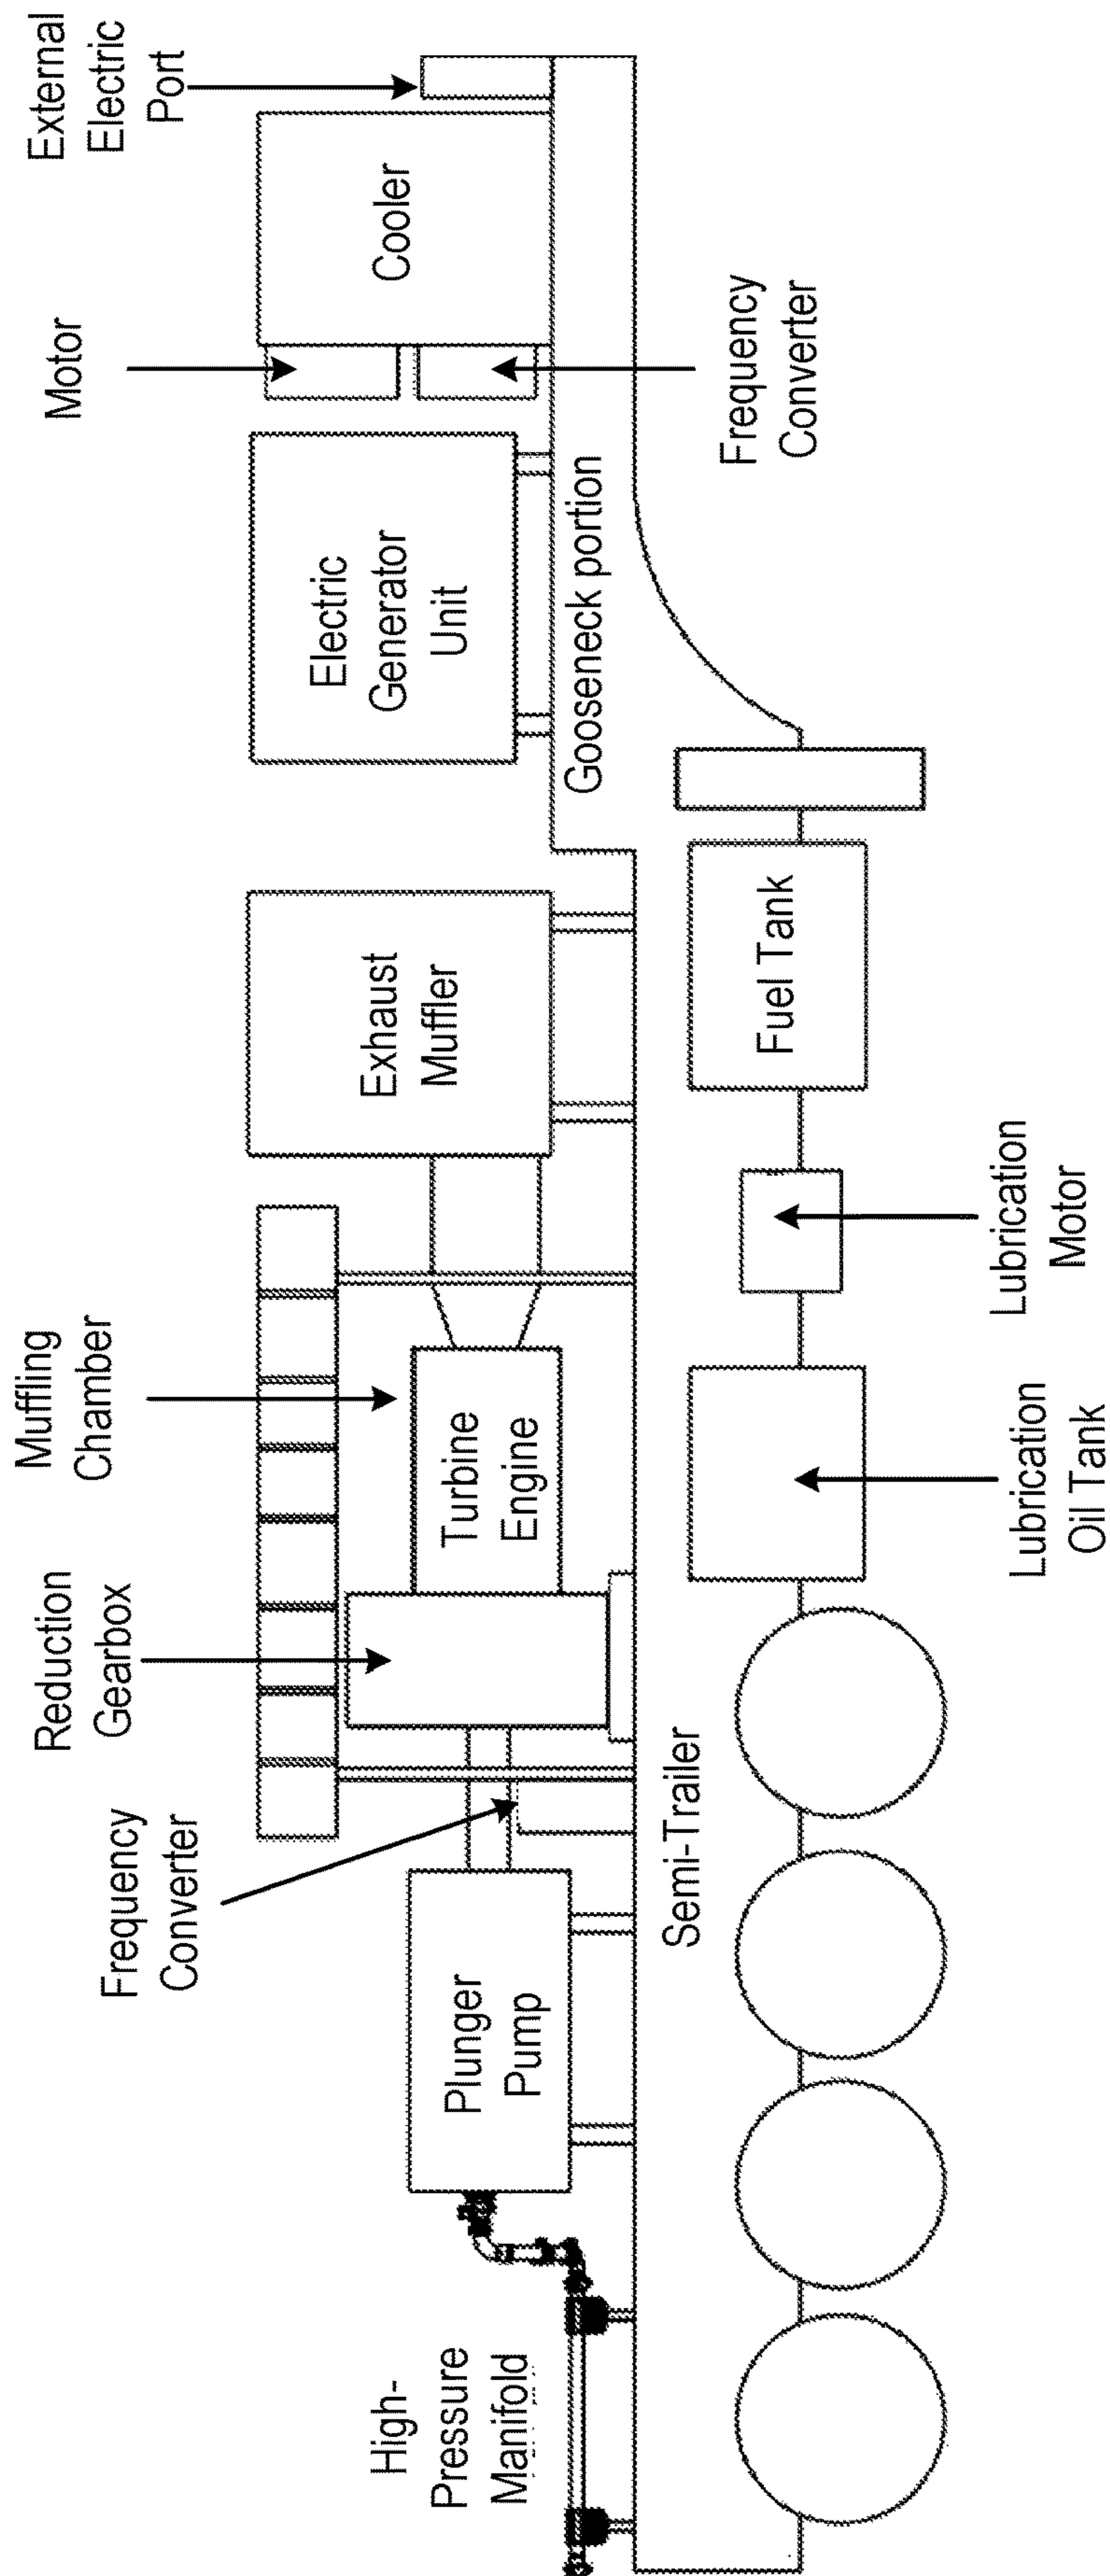 High-
Pressure
Manifold
Plunger
Pump
Frequency
Converter
Reduction
Gearbox
Muffling
Chamber
Turbine
Engine
Exhaust
Muffler
Electric
Generator
Unit
Motor
Cooler
External
Electric
Port
Gooseneck portion
Frequency
Converter
Semi-Trailer
Lubrication
Oil Tank
Lubrication
Motor
Fuel Tank